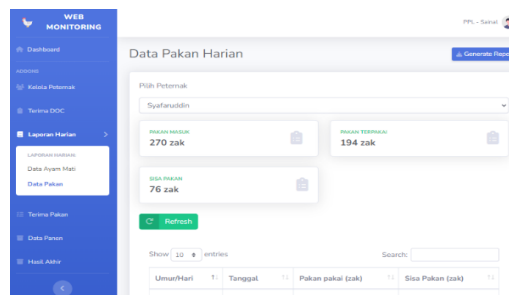 WEB
MONITORING
Dashboard
ADDONS
Kelola Peternak
Terima DOC
Laporan Harian
LAPORAN HARIAN
Data Ayam Mati
Data Pakan
Terima Pakan
Data Panen
Hasil Akhir
PPL - Sainal
Data Pakan Harian
Generate Repo
Pilih Peternak
Syafaruddin
PAKAN MASUK
270 zak
PAKAN TERPAKAI
194 zak
SISA PAKAN
76 zak
Refresh
Show 10 entries
Search:
Umur/Hari Tanggal Pakan pakai (zak) Sisa Pakan (zak)